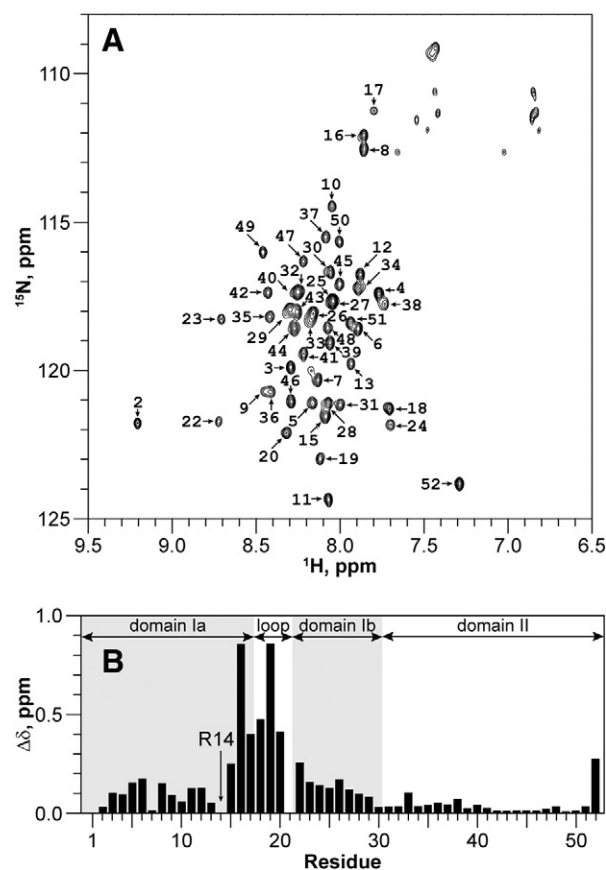 A
110
17
16 8
10
115
37 50
49 47
30 12
40 32 25 45 34
42 4
43 27 38
23 35 26 51
29 48 6
44 33 39
41
3 13
120
46 7
2 9 31 18
22 36 5 28 24
20 15
19
52
11
125
9.5 9.0 8.5 8.0 7.5 7.0 6.5
¹H, ppm
¹⁵N, ppm
1.0
domain Ia loop domain Ib domain II
B
Δδ, ppm
0.5
R14
0.0
1 10 20 30 40 50
Residue